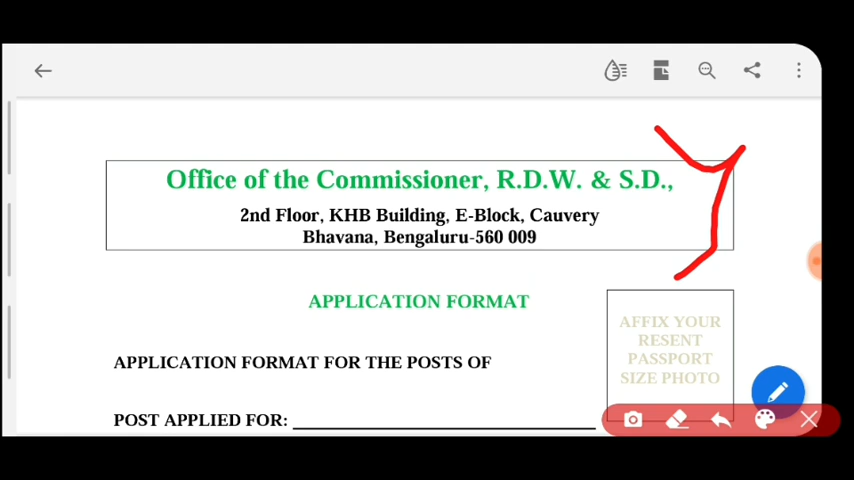 Office of the Commissioner, R.D.W. & S.D.,
2nd Floor, KHB Building, E-Block, Cauvery
Bhavana, Bengaluru-560 009
APPLICATION FORMAT
AFFIX YOUR
RESENT
PASSPORT
SIZE PHOTO
APPLICATION FORMAT FOR THE POSTS OF
POST APPLIED FOR: